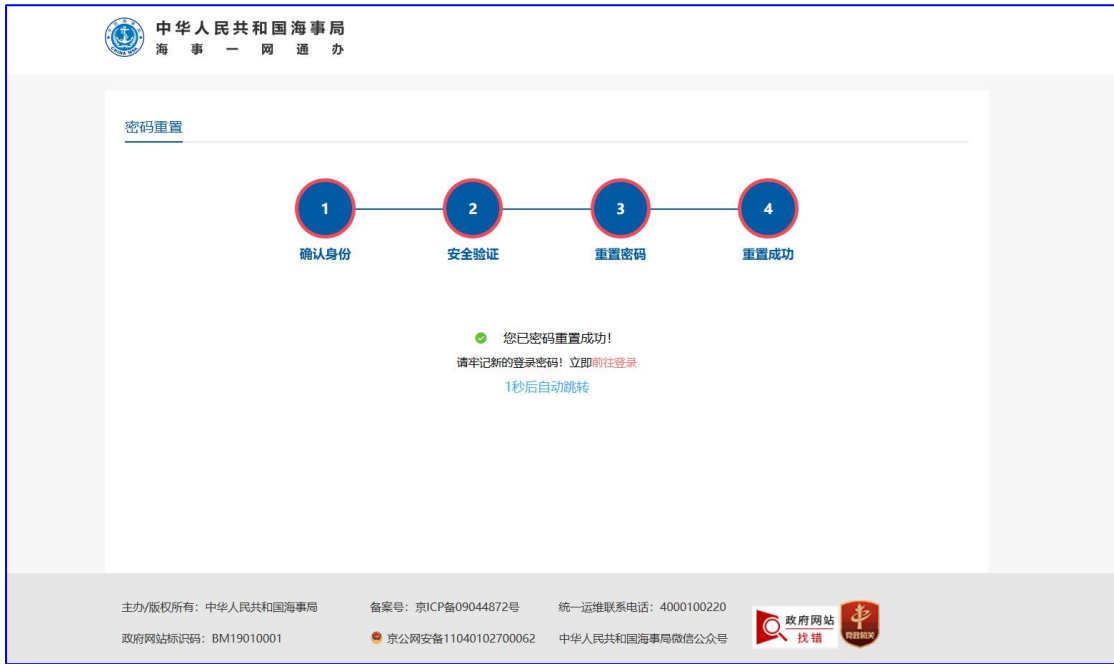 中华人民共和国海事局
海事一网通办
CHINA MSA
密码重置
1
2
3
4
确认身份
安全验证
重置密码
重置成功
您已密码重置成功！
请牢记新的登录密码！立即前往登录
1秒后自动跳转
主办/版权所有：中华人民共和国海事局 备案号：京ICP备09044872号 统一运维联系电话：4000100220
政府网站标识码：BM19010001 京公网安备11040102700062 中华人民共和国海事局微信公众号
政府网站
找错
党政机关